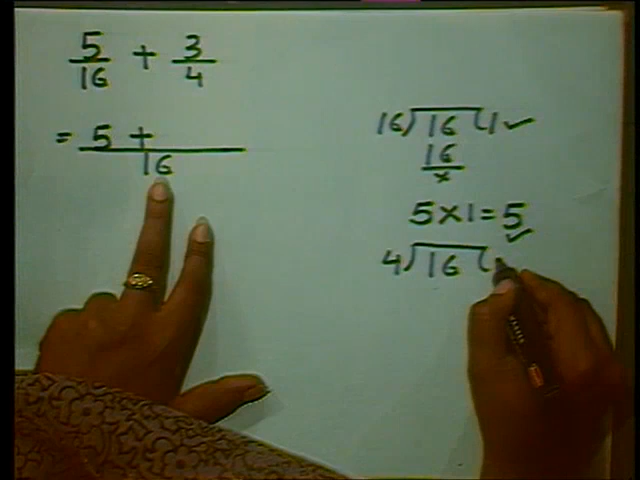 5/16 + 3/4
= 5 + /16
16)16(1 ✓
16
×
5×1=5 ✓
4)16(